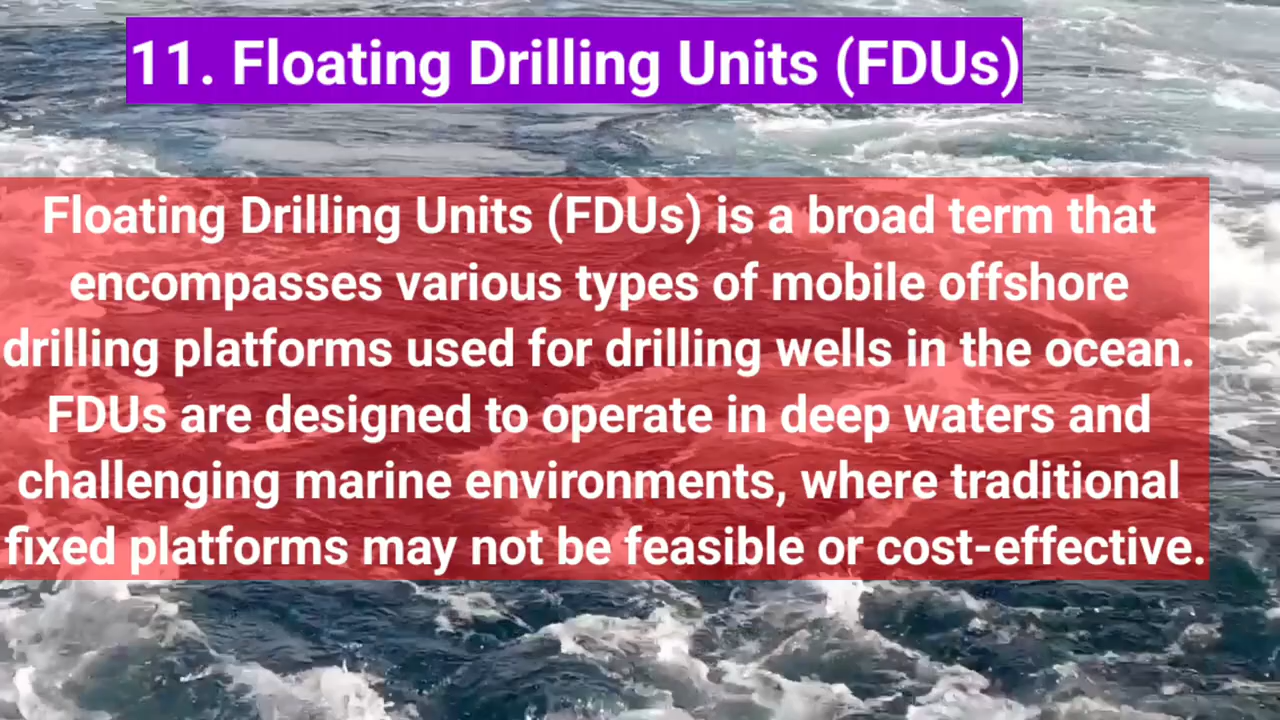 11. Floating Drilling Units (FDUs)
Floating Drilling Units (FDUs) is a broad term that
encompasses various types of mobile offshore
drilling platforms used for drilling wells in the ocean.
FDUs are designed to operate in deep waters and
challenging marine environments, where traditional
fixed platforms may not be feasible or cost-effective.